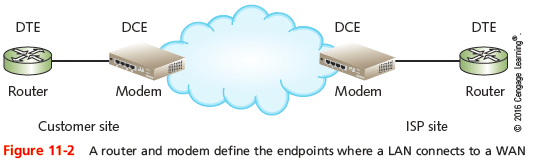 DTE DCE DCE DTE
Router Modem Modem Router
Customer site ISP site
© 2016 Cengage Learning®.
Figure 11-2 A router and modem define the endpoints where a LAN connects to a WAN